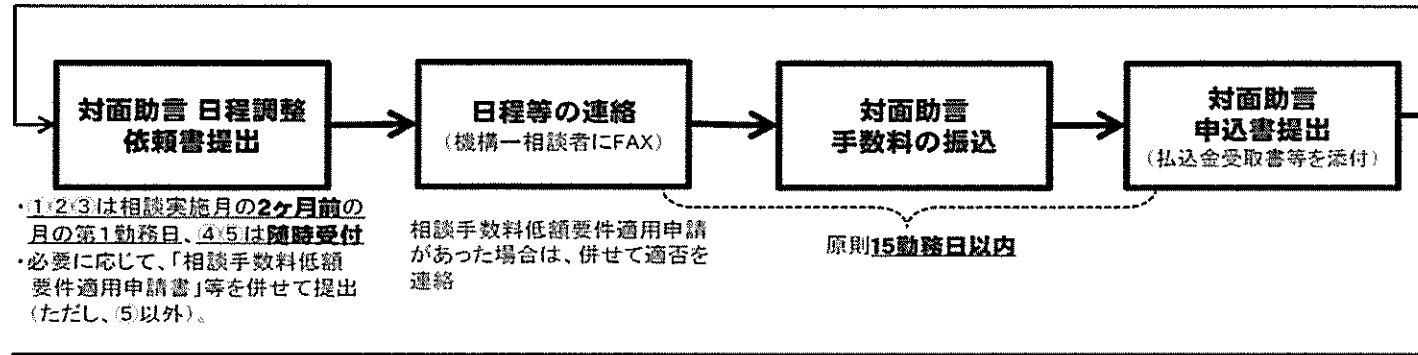 対面助言 日程調整
依頼書提出
日程等の連絡
(機構ー相談者にFAX)
対面助言
手数料の振込
対面助言
申込書提出
(払込金受取書等を添付)
・①②③は相談実施月の2ヶ月前の
月の第1勤務日、④⑤は随時受付
・必要に応じて、「相談手数料低額
要件適用申請書」等を併せて提出
(ただし、⑤以外)。
相談手数料低額要件適用申請
があった場合は、併せて適否を
連絡
原則15勤務日以内